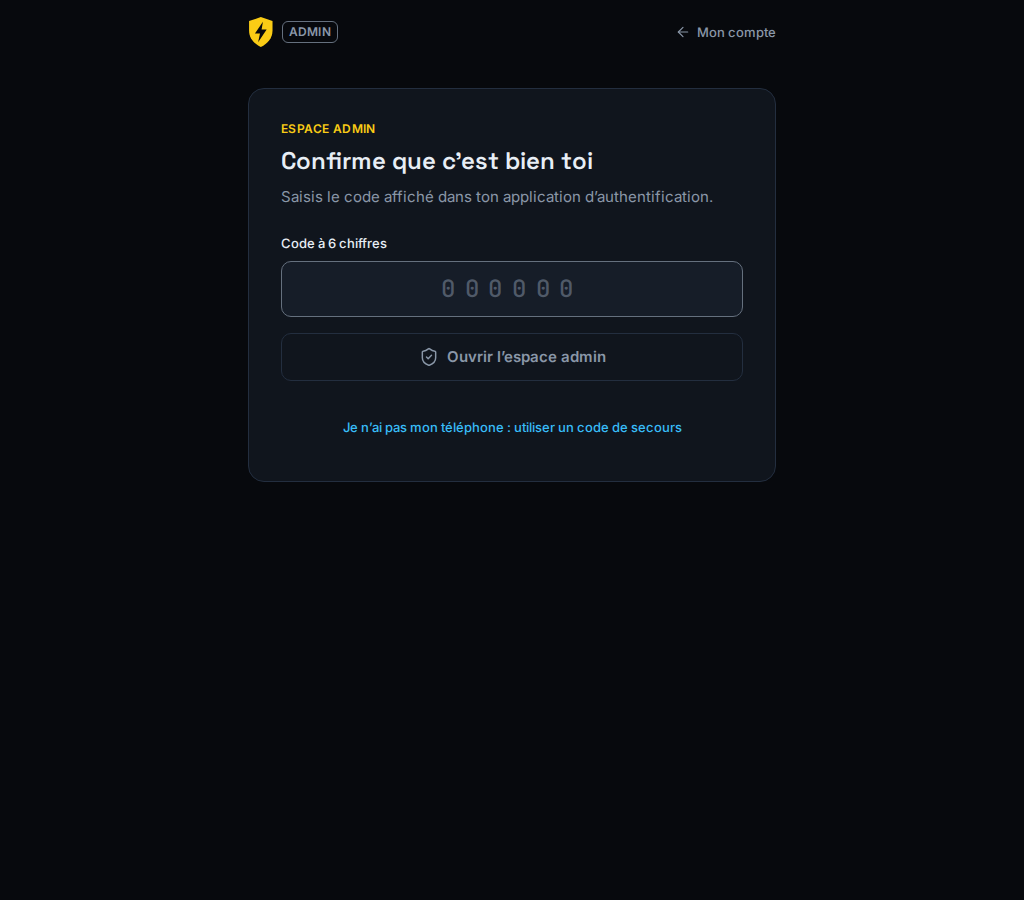 ADMIN
Mon compte
ESPACE ADMIN
Confirme que c’est bien toi
Saisis le code affiché dans ton application d’authentification.
Code à 6 chiffres
000000
Ouvrir l’espace admin
Je n’ai pas mon téléphone : utiliser un code de secours